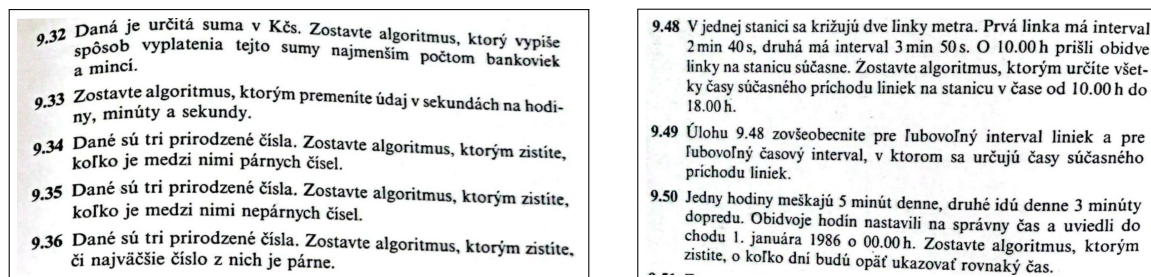 9.32 Daná je určitá suma v Kčs. Zostavte algoritmus, ktorý vypíše
spôsob vyplatenia tejto sumy najmenším počtom bankoviek
a mincí.
9.33 Zostavte algoritmus, ktorým premeníte údaj v sekundách na hodi-
ny, minúty a sekundy.
9.34 Dané sú tri prirodzené čísla. Zostavte algoritmus, ktorým zistíte,
koľko je medzi nimi párnych čísel.
9.35 Dané sú tri prirodzené čísla. Zostavte algoritmus, ktorým zistíte,
koľko je medzi nimi nepárnych čísel.
9.36 Dané sú tri prirodzené čísla. Zostavte algoritmus, ktorým zistíte,
či najväčšie číslo z nich je párne.
9.48 V jednej stanici sa križujú dve linky metra. Prvá linka má interval
2 min 40 s, druhá má interval 3 min 50 s. O 10.00 h prišli obidve
linky na stanicu súčasne. Zostavte algoritmus, ktorým určíte všet-
ky časy súčasného príchodu liniek na stanicu v čase od 10.00 h do
18.00 h.
9.49 Úlohu 9.48 zovšeobecnite pre ľubovoľný interval liniek a pre
ľubovoľný časový interval, v ktorom sa určujú časy súčasného
príchodu liniek.
9.50 Jedny hodiny meškajú 5 minút denne, druhé idú denne 3 minúty
dopredu. Obidvoje hodín nastavili na správny čas a uviedli do
chodu 1. januára 1986 o 00.00 h. Zostavte algoritmus, ktorým
zistíte, o koľko dní budú opäť ukazovať rovnaký čas.